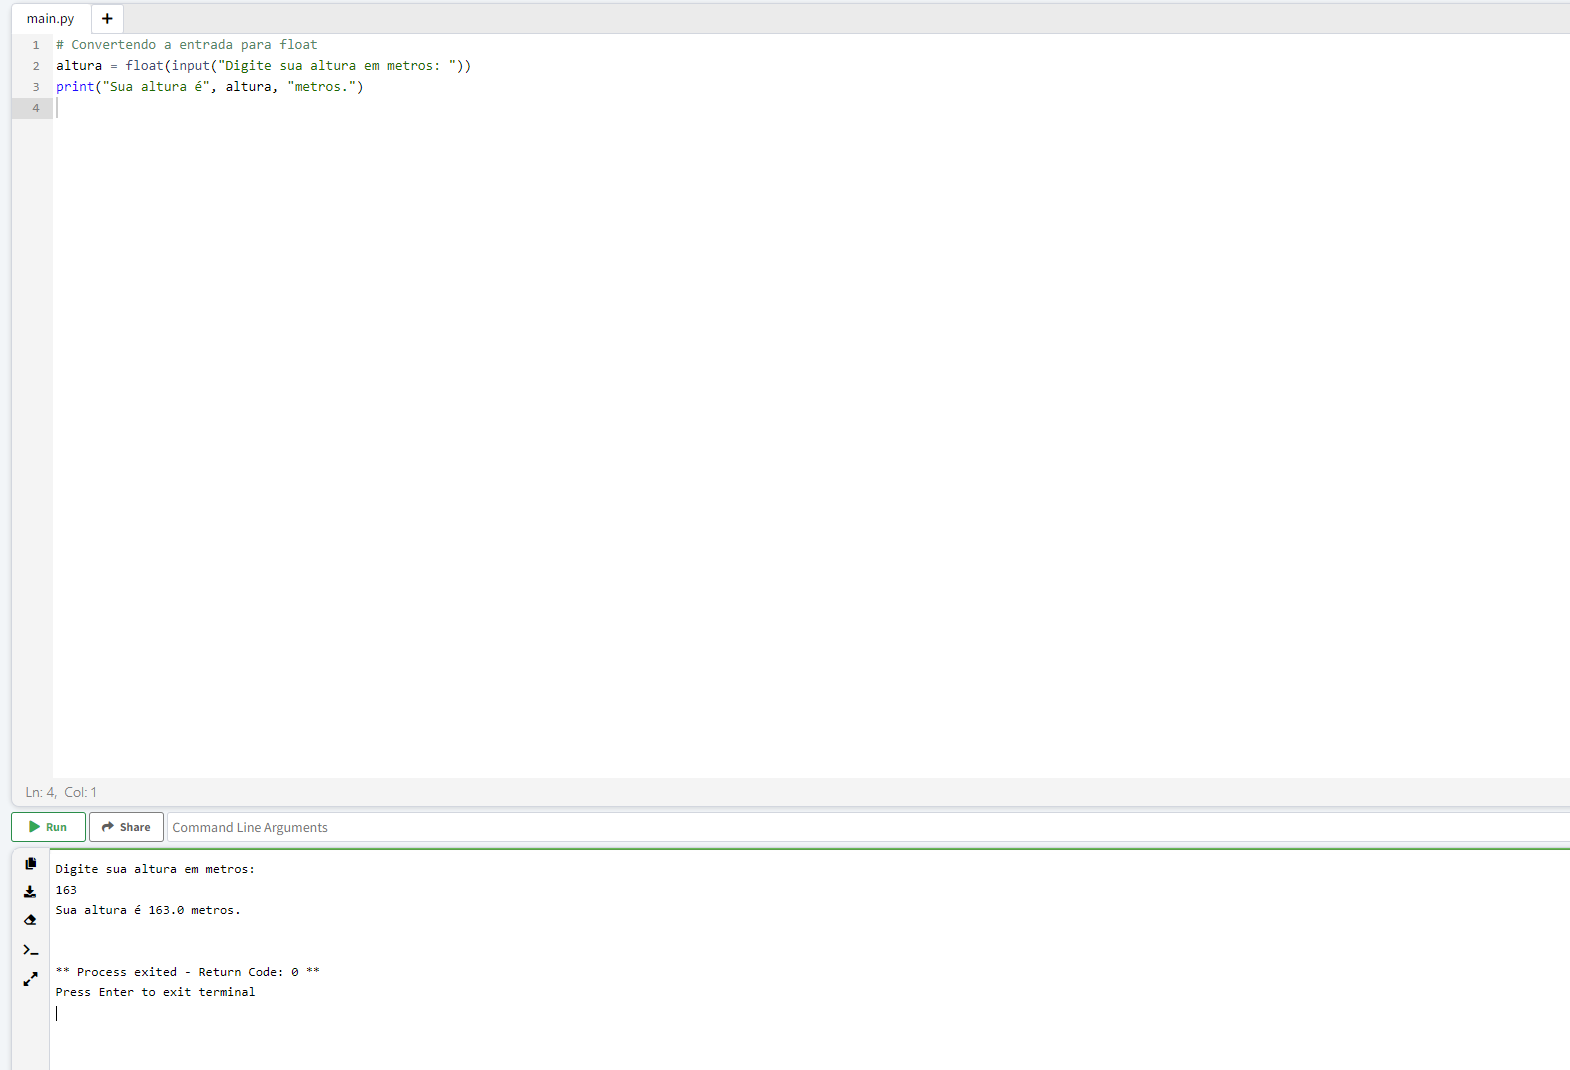 main.py +
1 # Convertendo a entrada para float
2 altura = float(input("Digite sua altura em metros: "))
3 print("Sua altura é", altura, "metros.")
4
Ln: 4, Col: 1
Run Share Command Line Arguments
Digite sua altura em metros:
163
Sua altura é 163.0 metros.
** Process exited - Return Code: 0 **
Press Enter to exit terminal